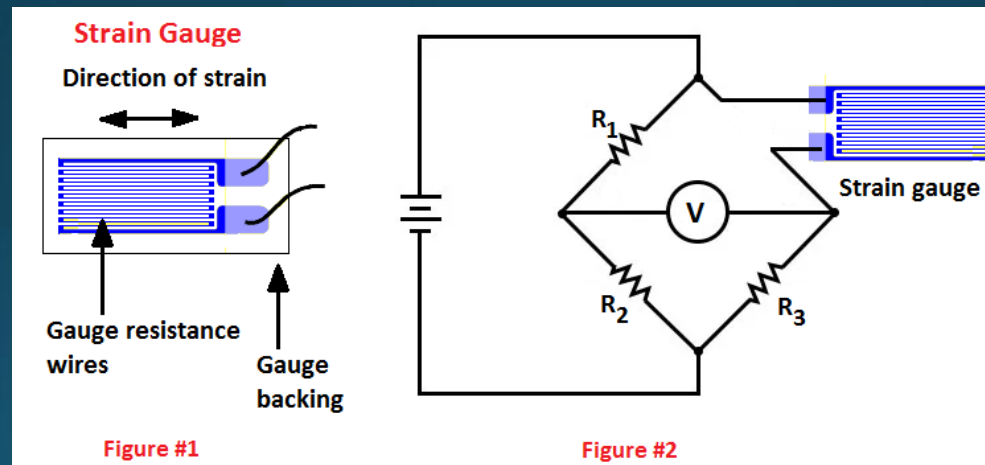 Strain Gauge
Direction of strain
Gauge resistance
wires
Gauge
backing
Figure #1
R1
V
R2
R3
Strain gauge
Figure #2